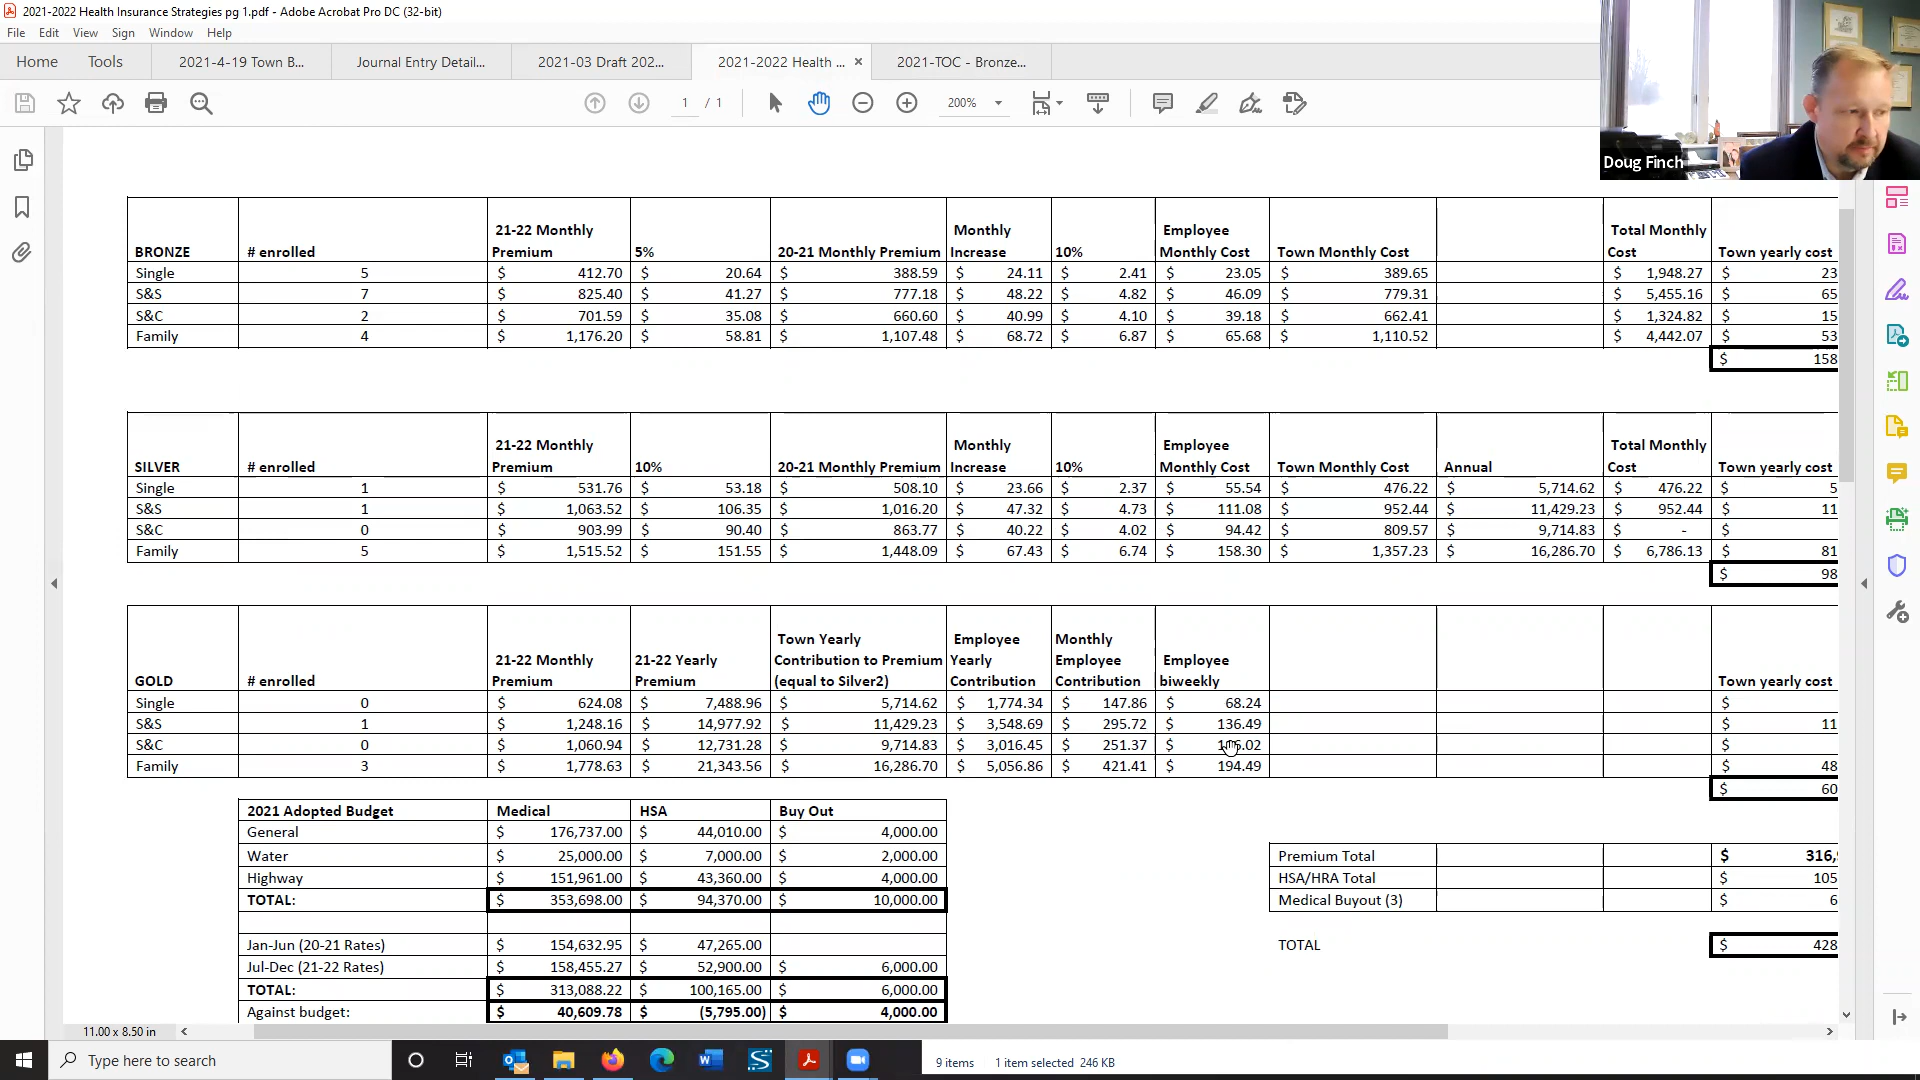 2021-2022 Health Insurance Strategies pg 1.pdf - Adobe Acrobat Pro DC (32-bit)
File Edit View Sign Window Help
Home Tools 2021-4-19 Town B... Journal Entry Detail... 2021-03 Draft 202... 2021-2022 Health ... × 2021-TOC - Bronze...
1 / 1 200%
Doug Finch
21-22 Monthly Monthly Employee Total Monthly
BRONZE # enrolled Premium 5% 20-21 Monthly Premium Increase 10% Monthly Cost Town Monthly Cost Cost Town yearly cost
Single 5 $ 412.70 $ 20.64 $ 388.59 $ 24.11 $ 2.41 $ 23.05 $ 389.65 $ 1,948.27 $ 23
S&S 7 $ 825.40 $ 41.27 $ 777.18 $ 48.22 $ 4.82 $ 46.09 $ 779.31 $ 5,455.16 $ 65
S&C 2 $ 701.59 $ 35.08 $ 660.60 $ 40.99 $ 4.10 $ 39.18 $ 662.41 $ 1,324.82 $ 15
Family 4 $ 1,176.20 $ 58.81 $ 1,107.48 $ 68.72 $ 6.87 $ 65.68 $ 1,110.52 $ 4,442.07 $ 53
$ 158
21-22 Monthly Monthly Employee Total Monthly
SILVER # enrolled Premium 10% 20-21 Monthly Premium Increase 10% Monthly Cost Town Monthly Cost Annual Cost Town yearly cost
Single 1 $ 531.76 $ 53.18 $ 508.10 $ 23.66 $ 2.37 $ 55.54 $ 476.22 $ 5,714.62 $ 476.22 $ 5
S&S 1 $ 1,063.52 $ 106.35 $ 1,016.20 $ 47.32 $ 4.73 $ 111.08 $ 952.44 $ 11,429.23 $ 952.44 $ 11
S&C 0 $ 903.99 $ 90.40 $ 863.77 $ 40.22 $ 4.02 $ 94.42 $ 809.57 $ 9,714.83 $ - $
Family 5 $ 1,515.52 $ 151.55 $ 1,448.09 $ 67.43 $ 6.74 $ 158.30 $ 1,357.23 $ 16,286.70 $ 6,786.13 $ 81
$ 98
Town Yearly Employee Monthly
21-22 Monthly 21-22 Yearly Contribution to Premium Yearly Employee Employee
GOLD # enrolled Premium Premium (equal to Silver2) Contribution Contribution biweekly Town yearly cost
Single 0 $ 624.08 $ 7,488.96 $ 5,714.62 $ 1,774.34 $ 147.86 $ 68.24 $
S&S 1 $ 1,248.16 $ 14,977.92 $ 11,429.23 $ 3,548.69 $ 295.72 $ 136.49 $ 11
S&C 0 $ 1,060.94 $ 12,731.28 $ 9,714.83 $ 3,016.45 $ 251.37 $ $
Family 3 $ 1,778.63 $ 21,343.56 $ 16,286.70 $ 5,056.86 $ 421.41 $ 194.49 $ 48
$ 60
2021 Adopted Budget Medical HSA Buy Out
General $ 176,737.00 $ 44,010.00 $ 4,000.00
Water $ 25,000.00 $ 7,000.00 $ 2,000.00
Highway $ 151,961.00 $ 43,360.00 $ 4,000.00
TOTAL: $ 353,698.00 $ 94,370.00 $ 10,000.00
Jan-Jun (20-21 Rates) $ 154,632.95 $ 47,265.00
Jul-Dec (21-22 Rates) $ 158,455.27 $ 52,900.00 $ 6,000.00
TOTAL: $ 313,088.22 $ 100,165.00 $ 6,000.00
Against budget: $ 40,609.78 $ (5,795.00) $ 4,000.00
Premium Total $ 316,
HSA/HRA Total $ 105
Medical Buyout (3) $ 6
TOTAL $ 428
11.00 x 8.50 in
Type here to search
9 items 1 item selected 246 KB